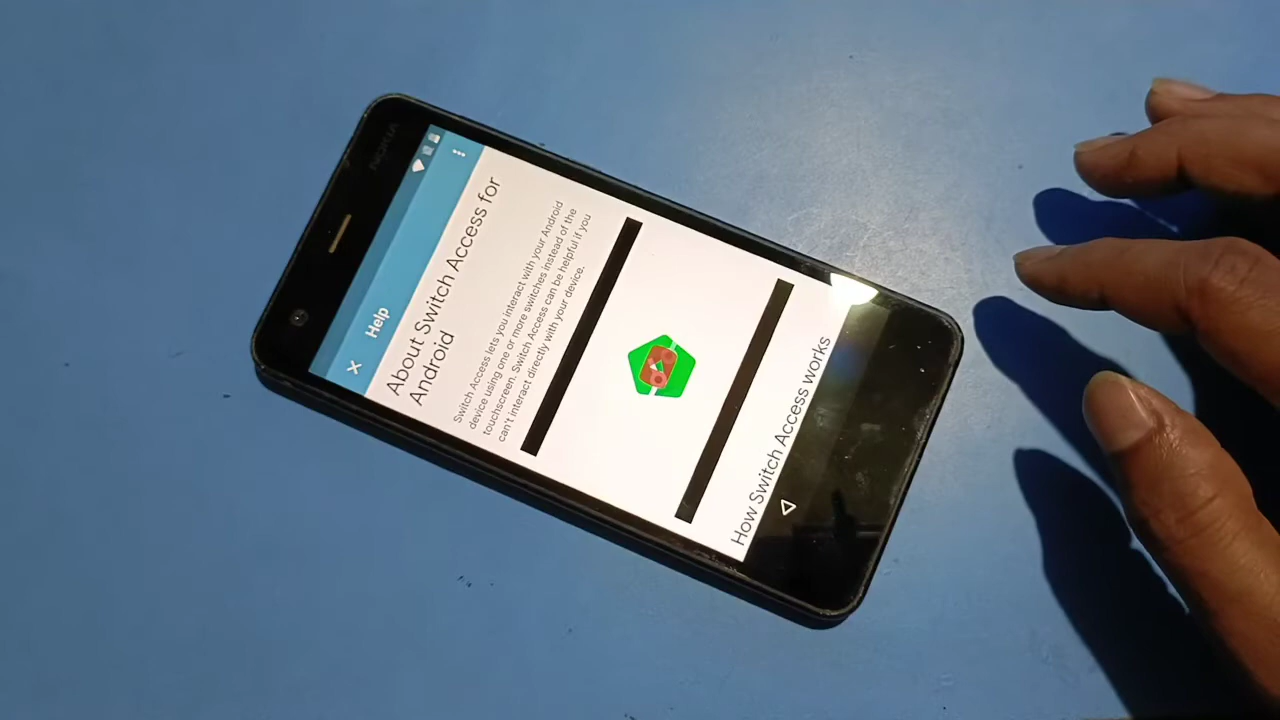 NOKIA
Help
About Switch Access for
Android
Switch Access lets you interact with your Android
device using one or more switches instead of the
touchscreen. Switch Access can be helpful if you
can't interact directly with your device.
How Switch Access works